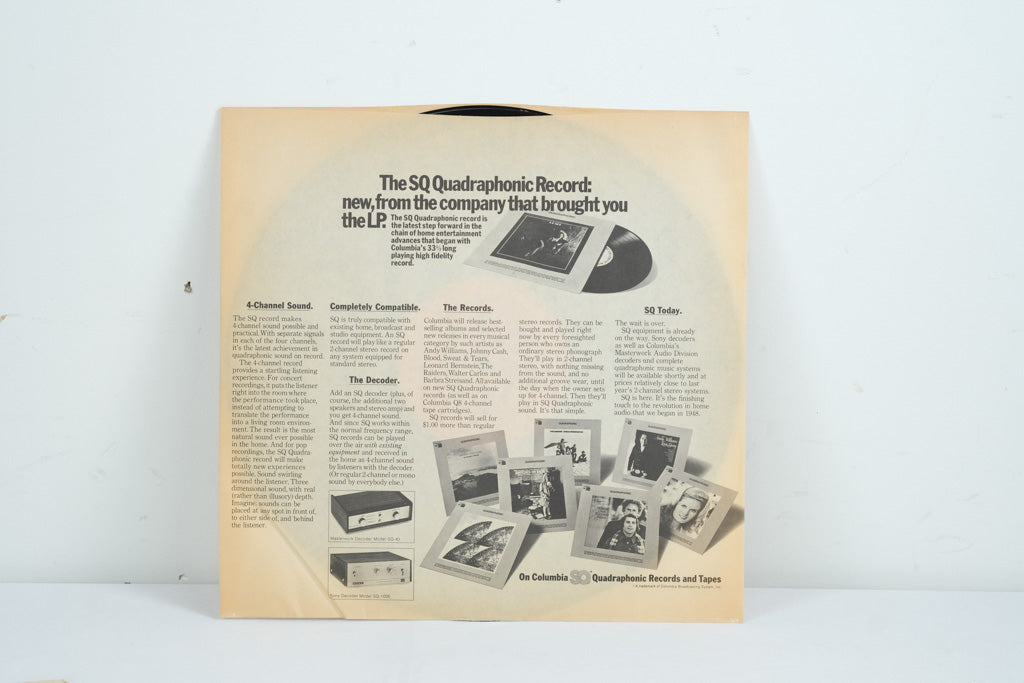 The SQ Quadraphonic Record:
new, from the company that brought you
the LP.
The SQ Quadraphonic record is
the latest step forward in the
chain of home entertainment
advances that began with
Columbia's 33⅓ long
playing high fidelity
record.
4-Channel Sound.
The SQ record makes
4-channel sound possible and
practical. With separate signals
in each of the four channels,
it's the latest achievement in
quadraphonic sound on record.
The 4-channel record
provides a startling listening
experience. For concert
recordings, it puts the listener
right into the room where
the performance took place,
instead of attempting to
translate the performance
into a living room environ-
ment. The result is the most
natural sound ever possible
in the home. And for pop
recordings, the SQ Quadra-
phonic record will make
totally new experiences
possible. Sound swirling
around the listener. Three
dimensional sound, with real
(rather than illusory) depth.
Imagine: sounds can be
placed at any spot in front of,
to either side of, and behind
the listener.
Completely Compatible.
SQ is truly compatible with
existing home, broadcast and
studio equipment. An SQ
record will play like a regular
2-channel stereo record on
any system equipped for
standard stereo.
The Decoder.
Add an SQ decoder (plus, of
course, the additional two
speakers and stereo amp) and
you get 4-channel sound.
And since SQ works within
the normal frequency range,
SQ records can be played
over the air with existing
equipment and received in
the home as 4-channel sound
by listeners with the decoder.
(Or regular 2-channel or mono
sound by everybody else.)
Masterwork Decoder Model SQ-40
Sony Decoder Model SQ-1000
The Records.
Columbia will release best-
selling albums and selected
new releases in every musical
category by such artists as
Andy Williams, Johnny Cash,
Blood, Sweat & Tears,
Leonard Bernstein, The
Raiders, Walter Carlos and
Barbra Streisand. All available
on new SQ Quadraphonic
records (as well as on
Columbia Q8 4-channel
tape cartridges).
SQ records will sell for
$1.00 more than regular
stereo records. They can be
bought and played right
now by every foresighted
person who owns an
ordinary stereo phonograph
They'll play in 2-channel
stereo, with nothing missing
from the sound, and no
additional groove wear, until
the day when the owner sets
up for 4-channel. Then they'll
play in SQ Quadraphonic
sound. It's that simple.
SQ Today.
The wait is over.
SQ equipment is already
on the way. Sony decoders
as well as Columbia's
Masterwork Audio Division
decoders and complete
quadraphonic music systems
will be available shortly and at
prices relatively close to last
year's 2-channel stereo systems.
SQ is here. It's the finishing
touch to the revolution in home
audio that we began in 1948.
On Columbia SQ Quadraphonic Records and Tapes
A trademark of Columbia Broadcasting System, Inc.